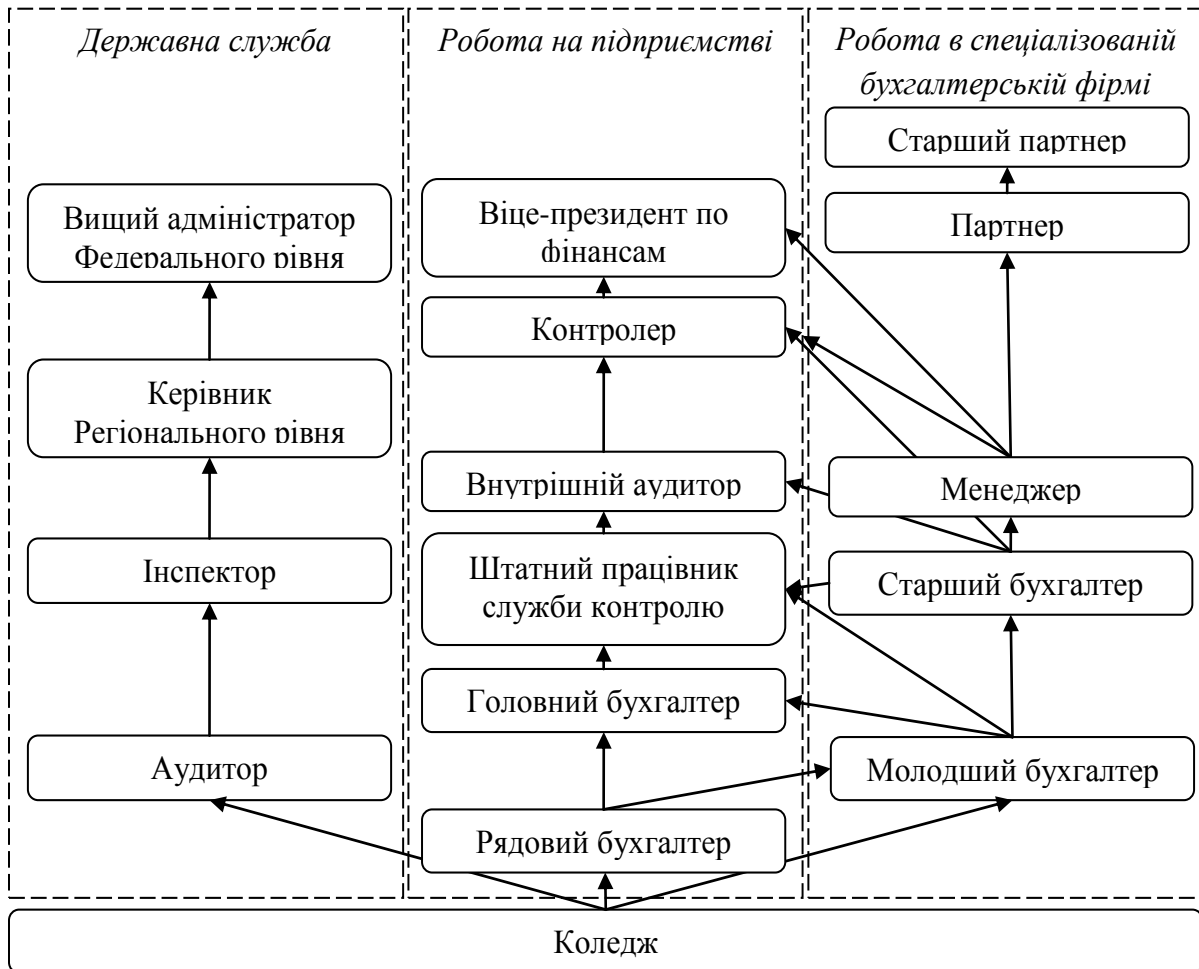 Державна служба
Вищий адміністратор
Федерального рівня
Керівник
Регіонального рівня
Інспектор
Аудитор
Робота на підприємстві
Віце-президент по
фінансам
Контролер
Внутрішній аудитор
Штатний працівник
служби контролю
Головний бухгалтер
Рядовий бухгалтер
Робота в спеціалізованій
бухгалтерській фірмі
Старший партнер
Партнер
Менеджер
Старший бухгалтер
Молодший бухгалтер
Коледж